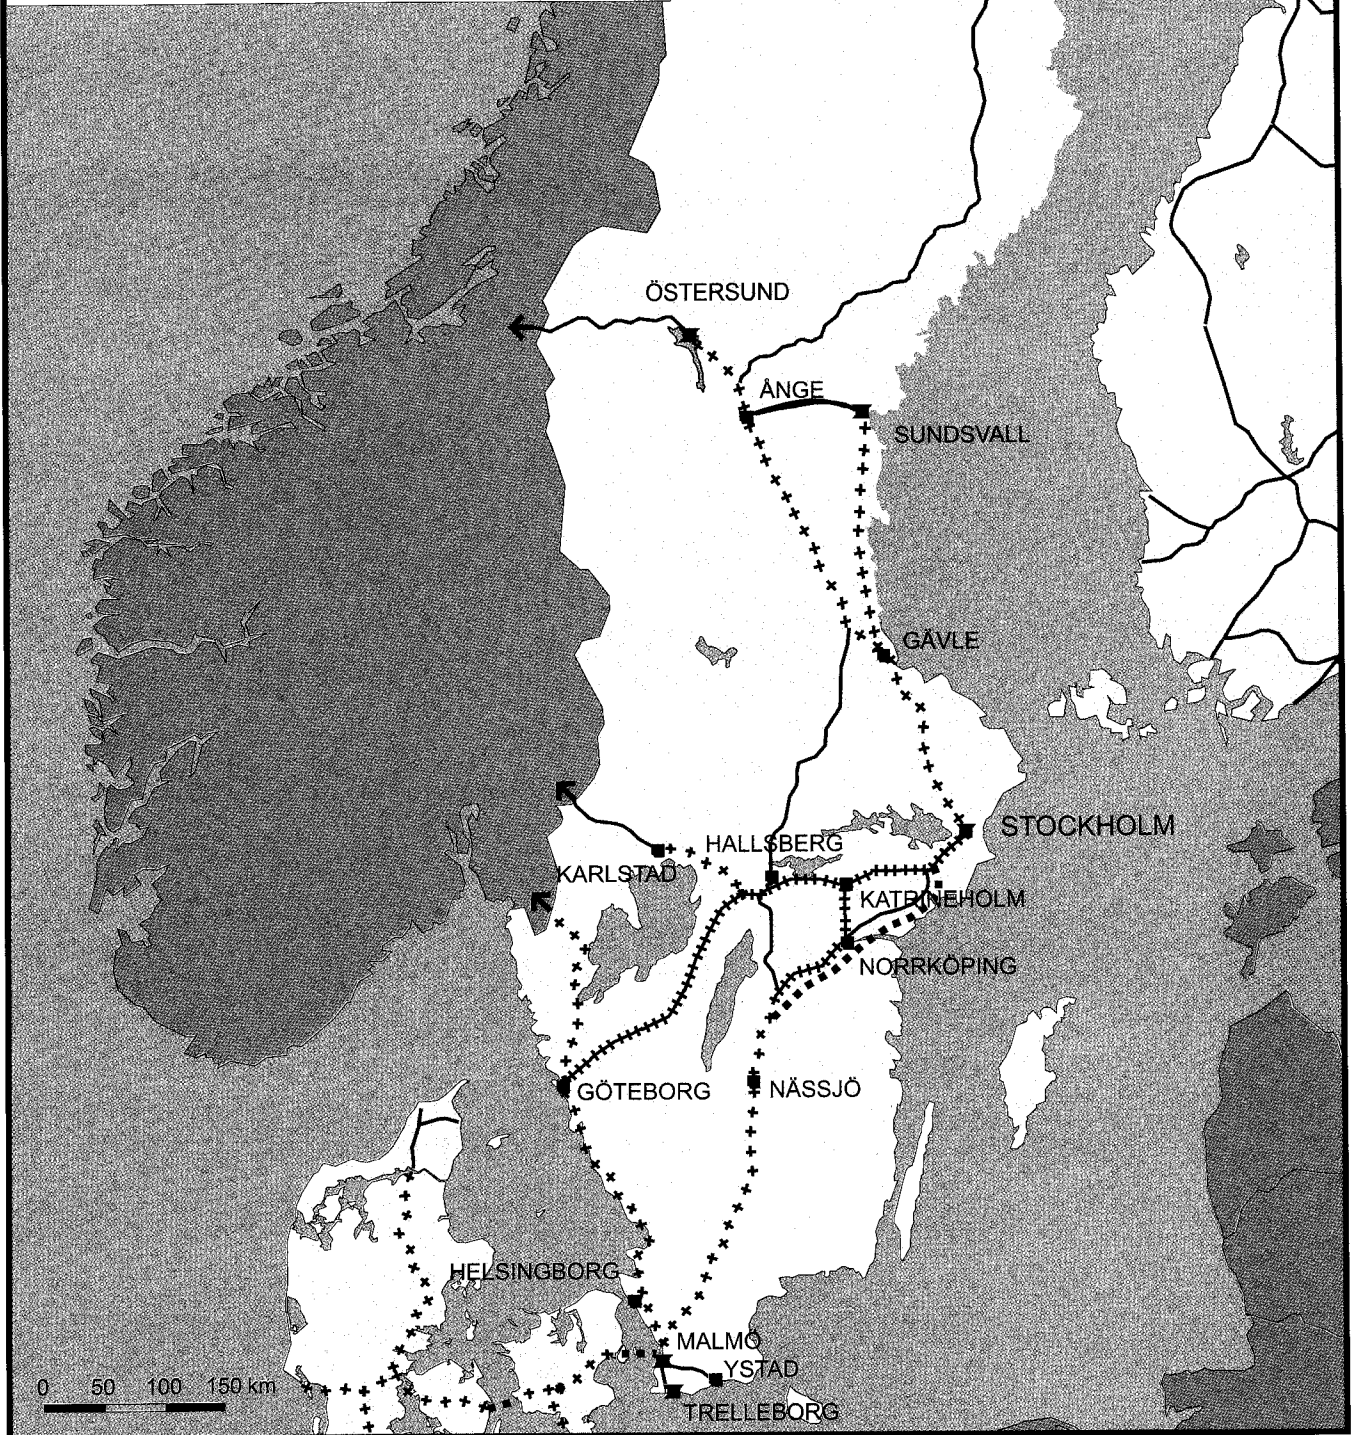 ÖSTERSUND
ÅNGE
SUNDSVALL
GÄVLE
STOCKHOLM
HALLSBERG
KARLSTAD
KATRINEHOLM
NORRKÖPING
GÖTEBORG
NÄSSJÖ
HELSINGBORG
MALMÖ
YSTAD
0 50 100 150 km
TRELLEBORG